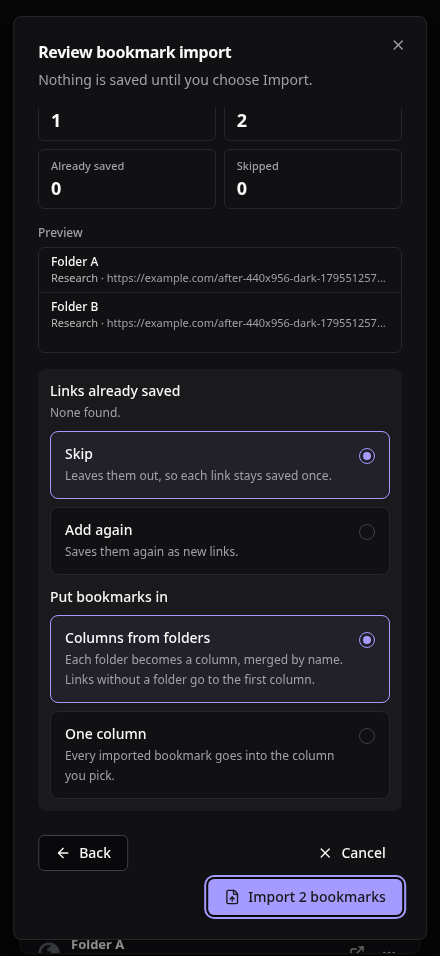 Review bookmark import
Nothing is saved until you choose Import.
1
2
Already saved
0
Skipped
0
Preview
Folder A
Research · https://example.com/after-440x956-dark-179551257...
Folder B
Research · https://example.com/after-440x956-dark-179551257...
Links already saved
None found.
Skip
Leaves them out, so each link stays saved once.
Add again
Saves them again as new links.
Put bookmarks in
Columns from folders
Each folder becomes a column, merged by name.
Links without a folder go to the first column.
One column
Every imported bookmark goes into the column
you pick.
Back
Cancel
Import 2 bookmarks
Folder A